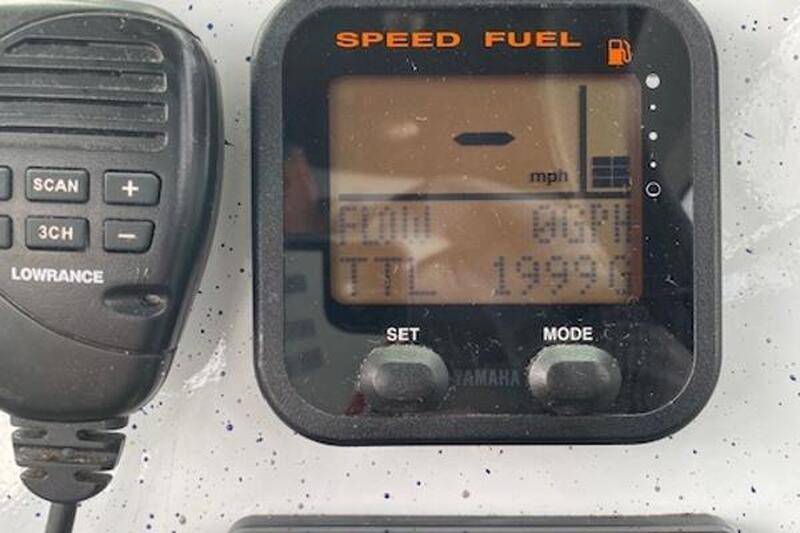 SPEED FUEL
mph
FLOW 0GPH
TTL 1999G
SET MODE
YAMAHA
SCAN +
3CH −
LOWRANCE